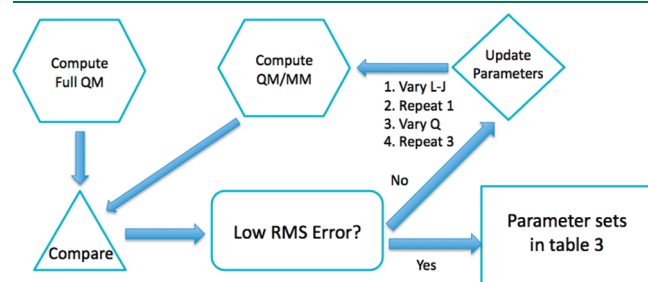 Compute
Full QM
Compute
QM/MM
Update
Parameters
1. Vary L-J
2. Repeat 1
3. Vary Q
4. Repeat 3
No
Compare
Low RMS Error?
Yes
Parameter sets
in table 3